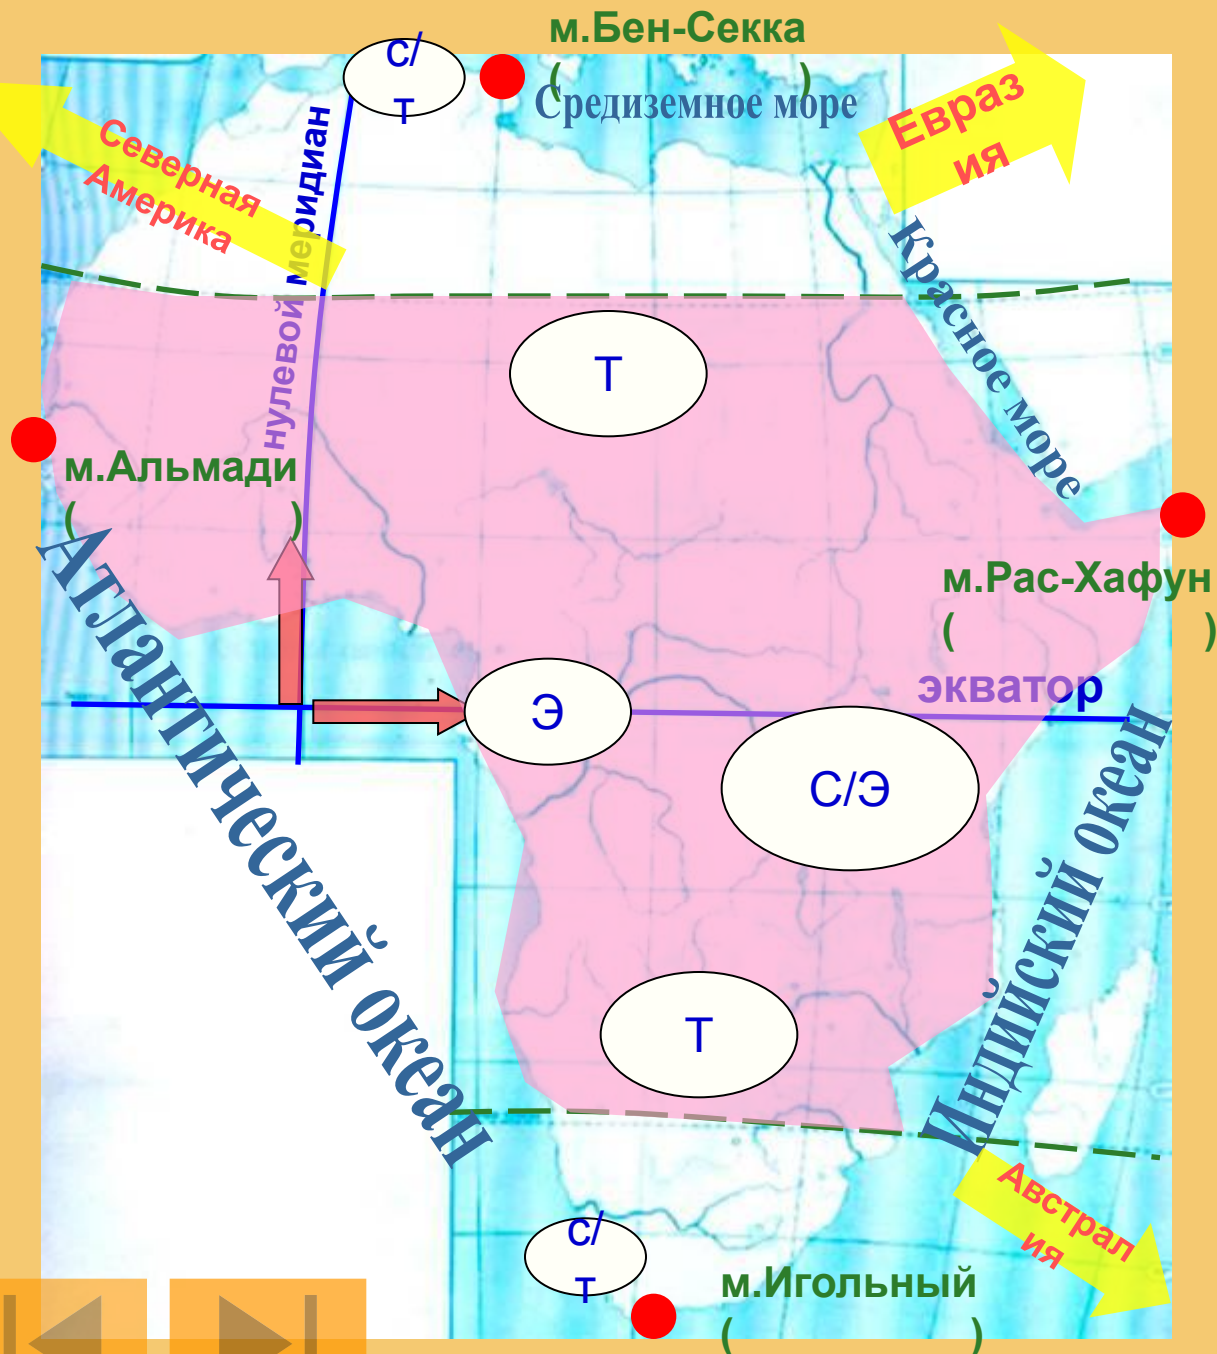 м.Бен-Секка
( )
с/
т
Средиземное море
Евраз
ия
Северная
Америка
нулевой меридиан
Красное море
Т
м.Альмади
( )
м.Рас-Хафун
( )
Атлантический океан
экватор
Э
С/Э
Индийский океан
Т
Австрал
ия
с/
т
м.Игольный
( )